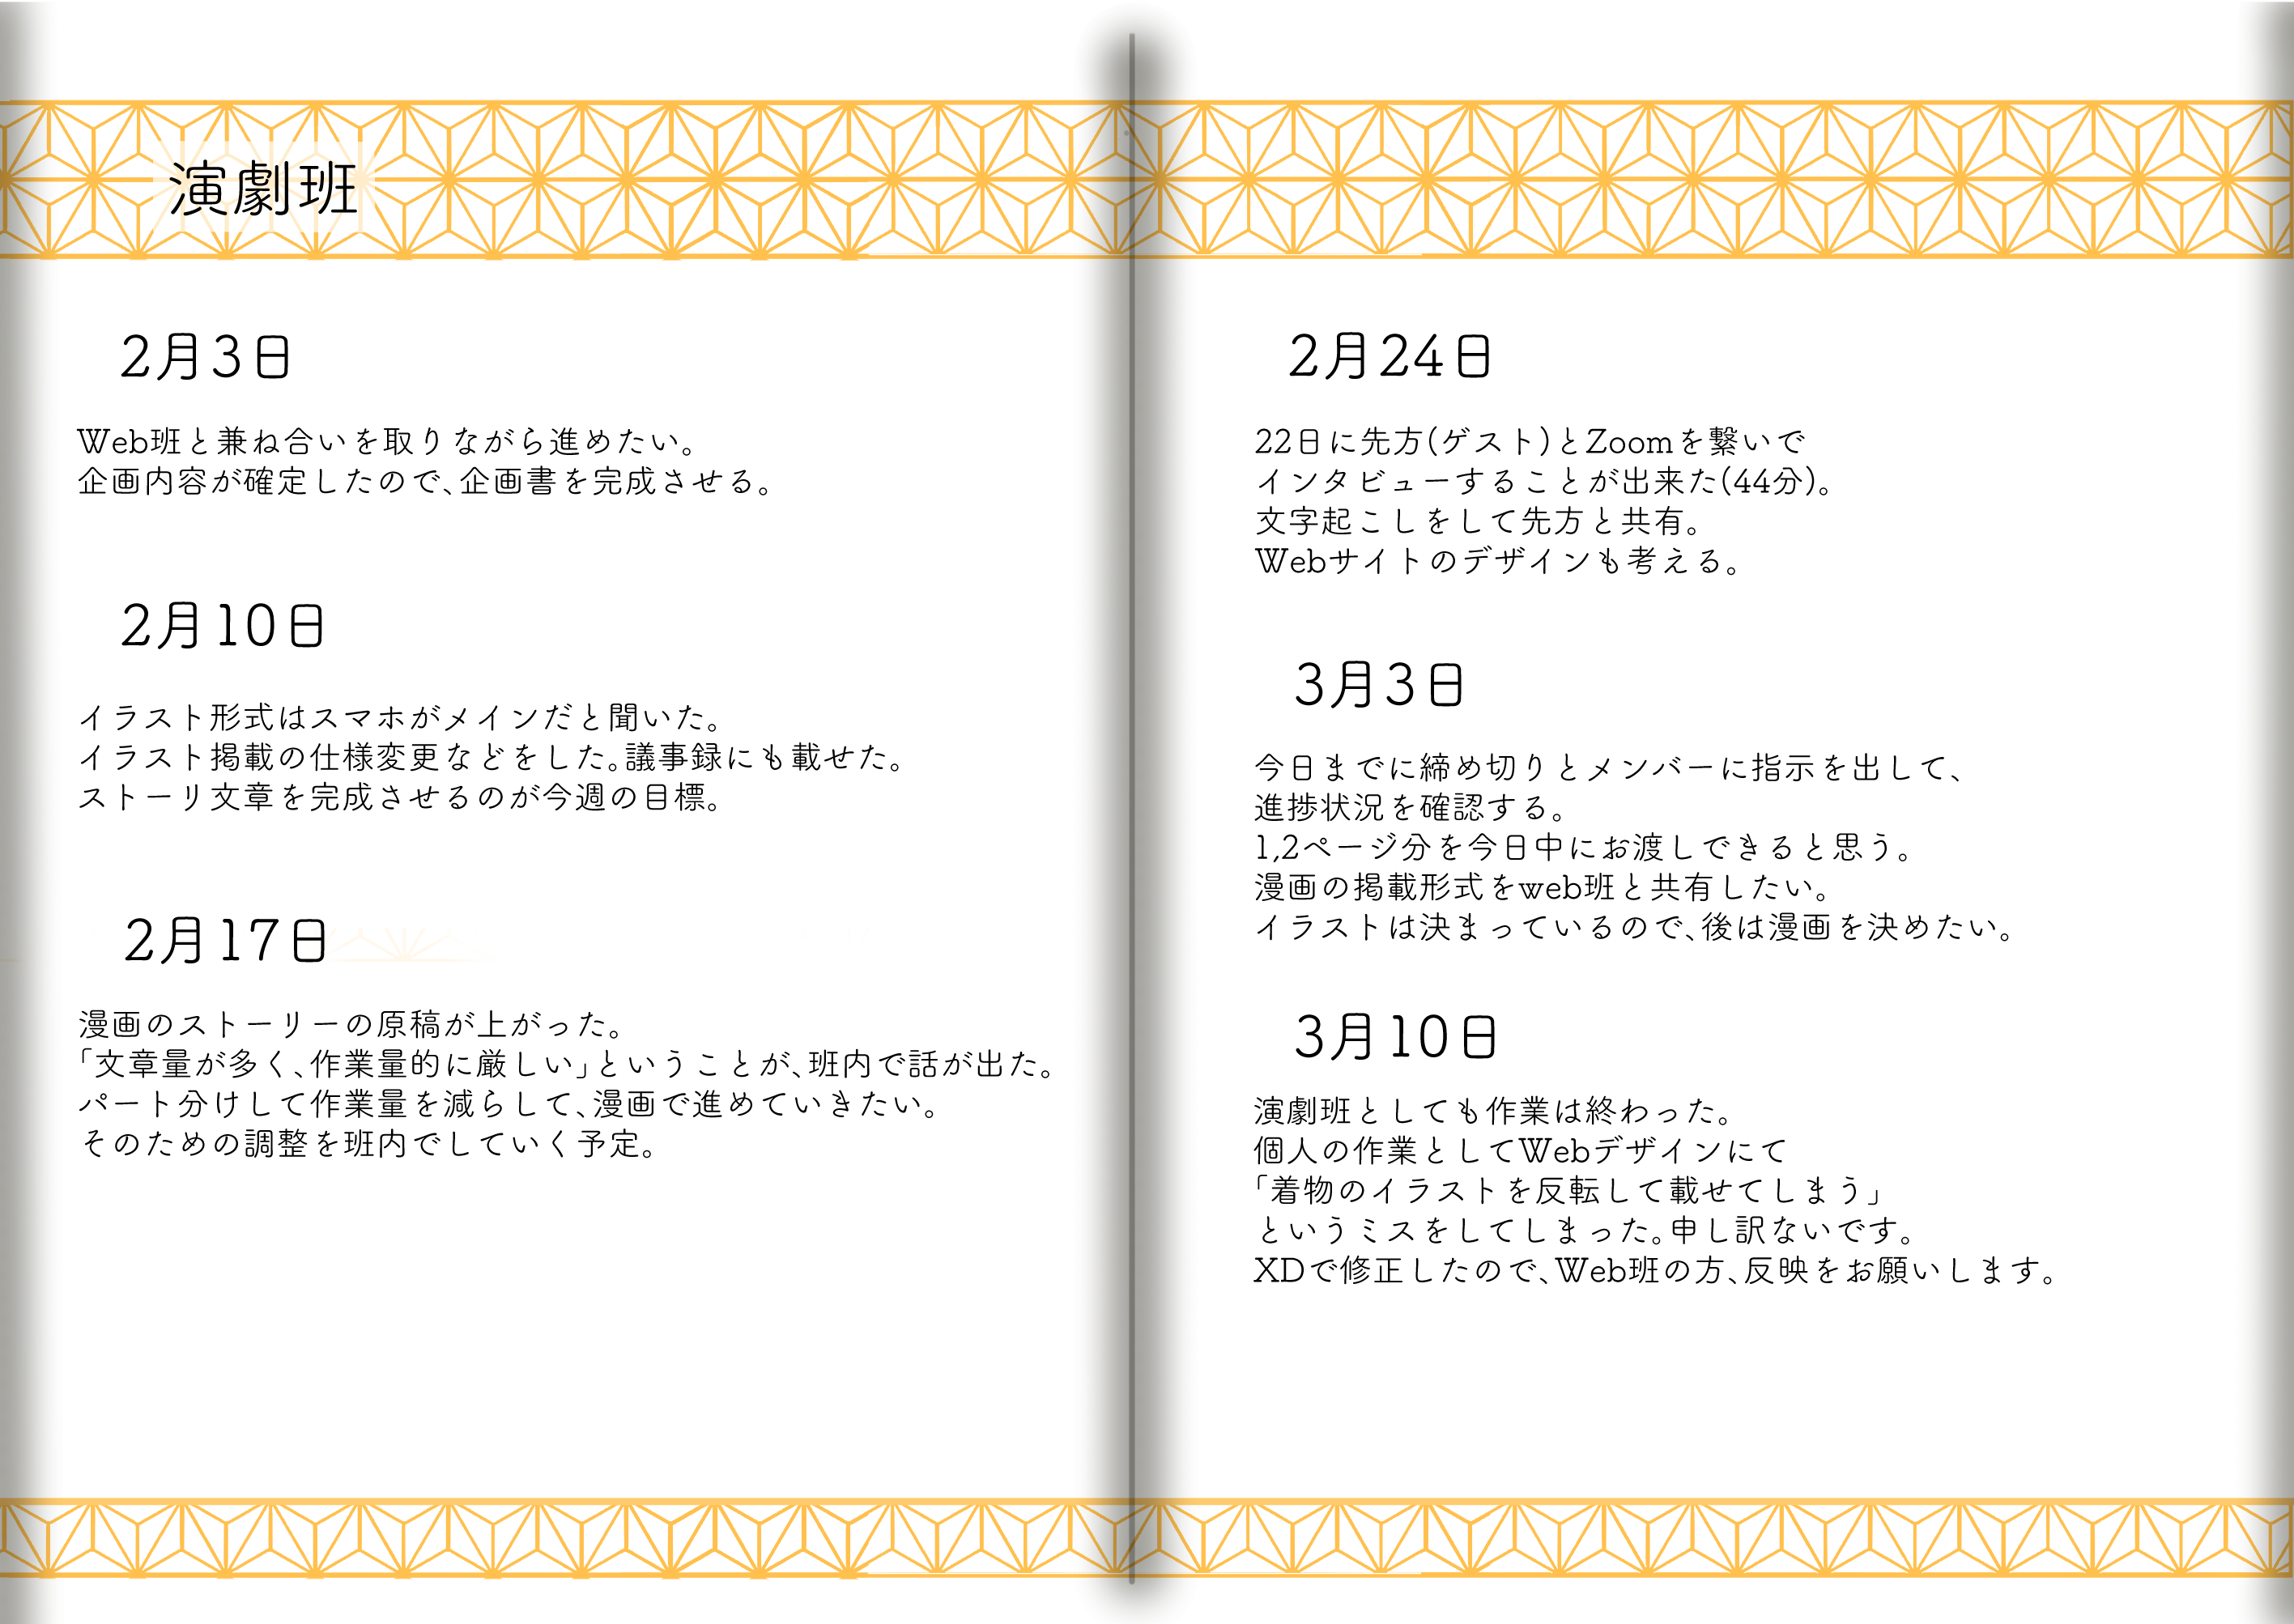 演劇班
2月3日
Web班と兼ね合いを取りながら進めたい。
企画内容が確定したので、企画書を完成させる。
2月10日
イラスト形式はスマホがメインだと聞いた。
イラスト掲載の仕様変更などをした。議事録にも載せた。
ストーリ文章を完成させるのが今週の目標。
2月17日
漫画のストーリーの原稿が上がった。
「文章量が多く、作業量的に厳しい」ということが、班内で話が出た。
パート分けして作業量を減らして、漫画で進めていきたい。
そのための調整を班内でしていく予定。
2月24日
22日に先方(ゲスト)とZoomを繋いで
インタビューすることが出来た(44分)。
文字起こしをして先方と共有。
Webサイトのデザインも考える。
3月3日
今日までに締め切りとメンバーに指示を出して、
進捗状況を確認する。
1,2ページ分を今日中にお渡しできると思う。
漫画の掲載形式をweb班と共有したい。
イラストは決まっているので、後は漫画を決めたい。
3月10日
演劇班としても作業は終わった。
個人の作業としてWebデザインにて
「着物のイラストを反転して載せてしまう」
というミスをしてしまった。申し訳ないです。
XDで修正したので、Web班の方、反映をお願いします。